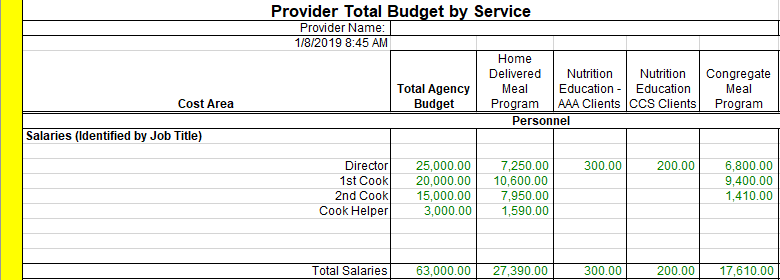 Provider Total Budget by Service
Provider Name:
1/8/2019 8:45 AM
Cost Area
Total Agency Budget
Home Delivered Meal Program
Nutrition Education - AAA Clients
Nutrition Education CCS Clients
Congregate Meal Program
Personnel
Salaries (Identified by Job Title)
Director 25,000.00 7,250.00 300.00 200.00 6,800.00
1st Cook 20,000.00 10,600.00 9,400.00
2nd Cook 15,000.00 7,950.00 1,410.00
Cook Helper 3,000.00 1,590.00
Total Salaries 63,000.00 27,390.00 300.00 200.00 17,610.00